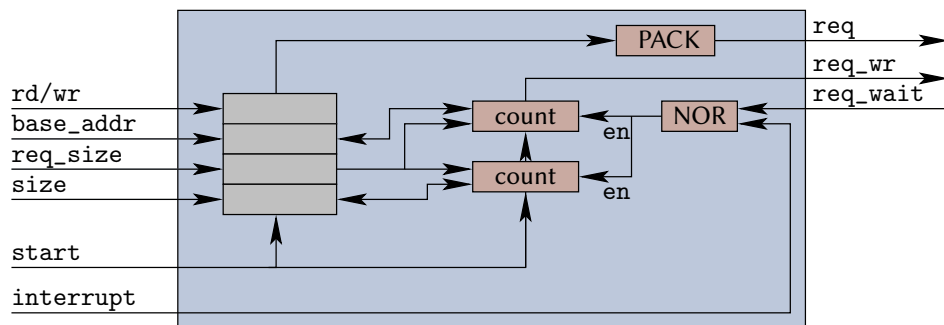 req
PACK
req_wr
rd/wr
req_wait
base_addr
count
NOR
en
req_size
count
size
en
start
interrupt